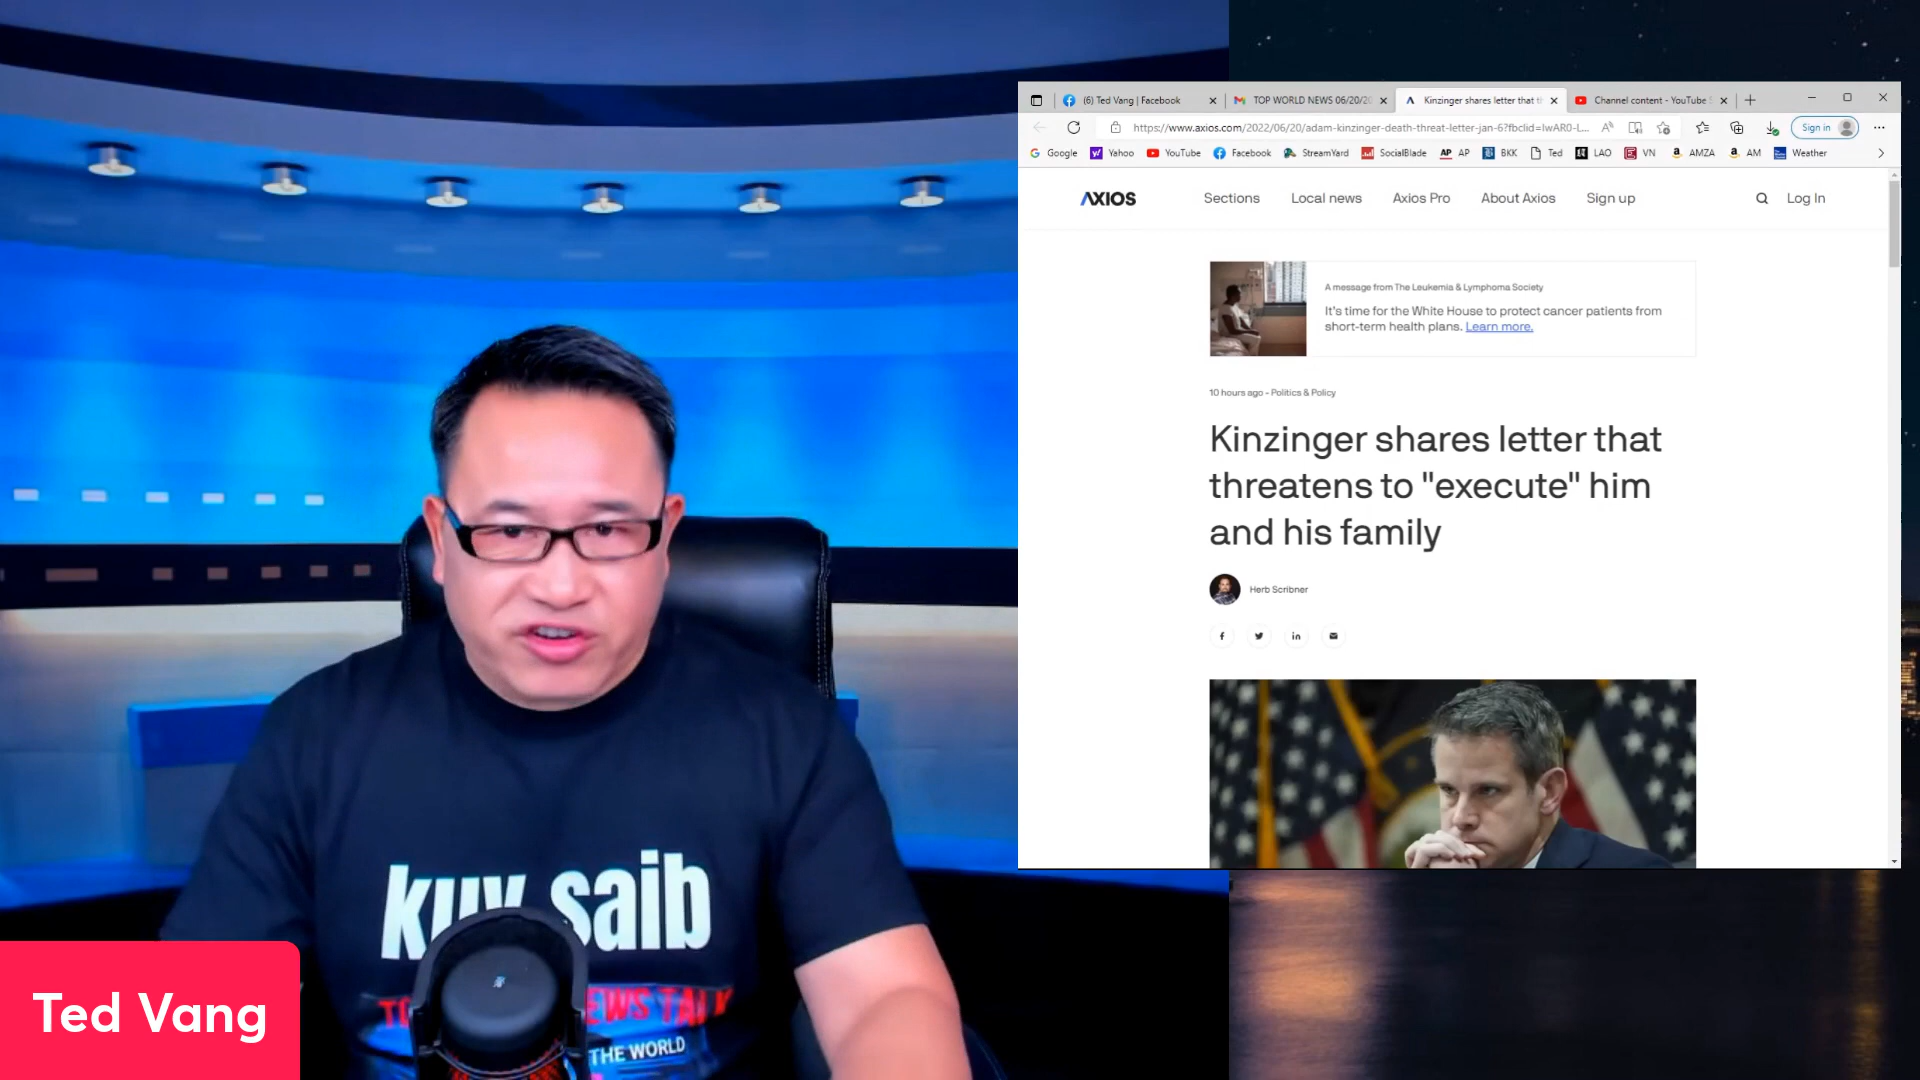 (6) Ted Vang | Facebook
TOP WORLD NEWS 06/20/20
Kinzinger shares letter that
Channel content - YouTube
https://www.axios.com/2022/06/20/adam-kinzinger-death-threat-letter-jan-6?fbclid=IwAR0-L...
Sign in
Google
Yahoo
YouTube
Facebook
StreamYard
SocialBlade
AP AP
BKK
Ted
LAO
VN
AMZA
AM
Weather
AXIOS
Sections
Local news
Axios Pro
About Axios
Sign up
Log In
A message from The Leukemia & Lymphoma Society
It's time for the White House to protect cancer patients from
short-term health plans. Learn more.
10 hours ago - Politics & Policy
Kinzinger shares letter that
threatens to "execute" him
and his family
Herb Scribner
kuv saib
TALK
THE WORLD
Ted Vang